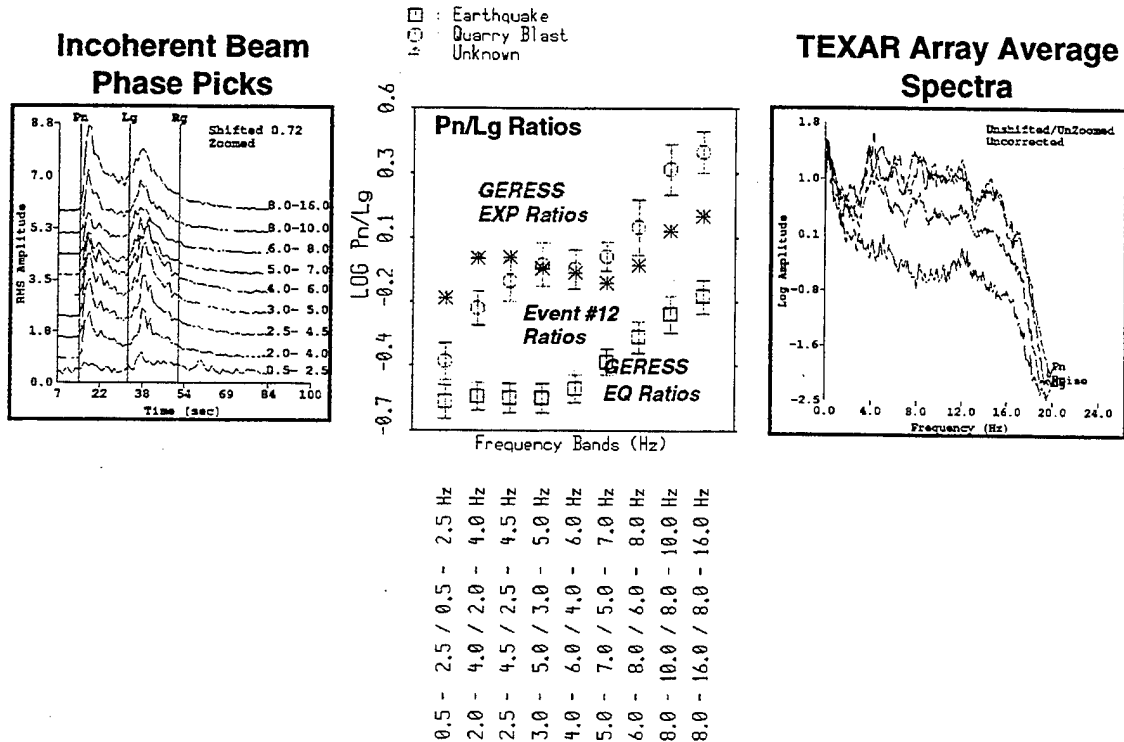 Incoherent Beam
Phase Picks
8.8
7.0
5.3
3.5
1.8
0.0
RHS Amplitude
Pn
Lg
Rg
Shifted 0.72
Zoomed
8.0-16.0
8.0-10.0
6.0- 8.0
5.0- 7.0
4.0- 6.0
3.0- 5.0
2.5- 4.5
2.0- 4.0
0.5- 2.5
7 22 38 54 69 84 100
Time [sec]
: Earthquake
: Quarry Blast
: Unknown
LOG Pn/Lg
0.6
0.3
0.1
-0.2
-0.4
-0.7
Pn/Lg Ratios
GERESS
EXP Ratios
Event #12
Ratios
GERESS
EQ Ratios
Frequency Bands (Hz)
0.5 - 2.5 / 0.5 - 2.5 Hz
2.0 - 4.0 / 2.0 - 4.0 Hz
2.5 - 4.5 / 2.5 - 4.5 Hz
3.0 - 5.0 / 3.0 - 5.0 Hz
4.0 - 6.0 / 4.0 - 6.0 Hz
5.0 - 7.0 / 5.0 - 7.0 Hz
6.0 - 8.0 / 6.0 - 8.0 Hz
8.0 - 10.0 / 8.0 - 10.0 Hz
8.0 - 16.0 / 8.0 - 16.0 Hz
TEXAR Array Average
Spectra
1.8
1.0
0.1
-0.8
-1.6
-2.5
Log Amplitude
Unshifted/UnZoomed
Uncorrected
Pn
0.0 4.0 8.0 12.0 16.0 20.0 24.0
Frequency (Hz)